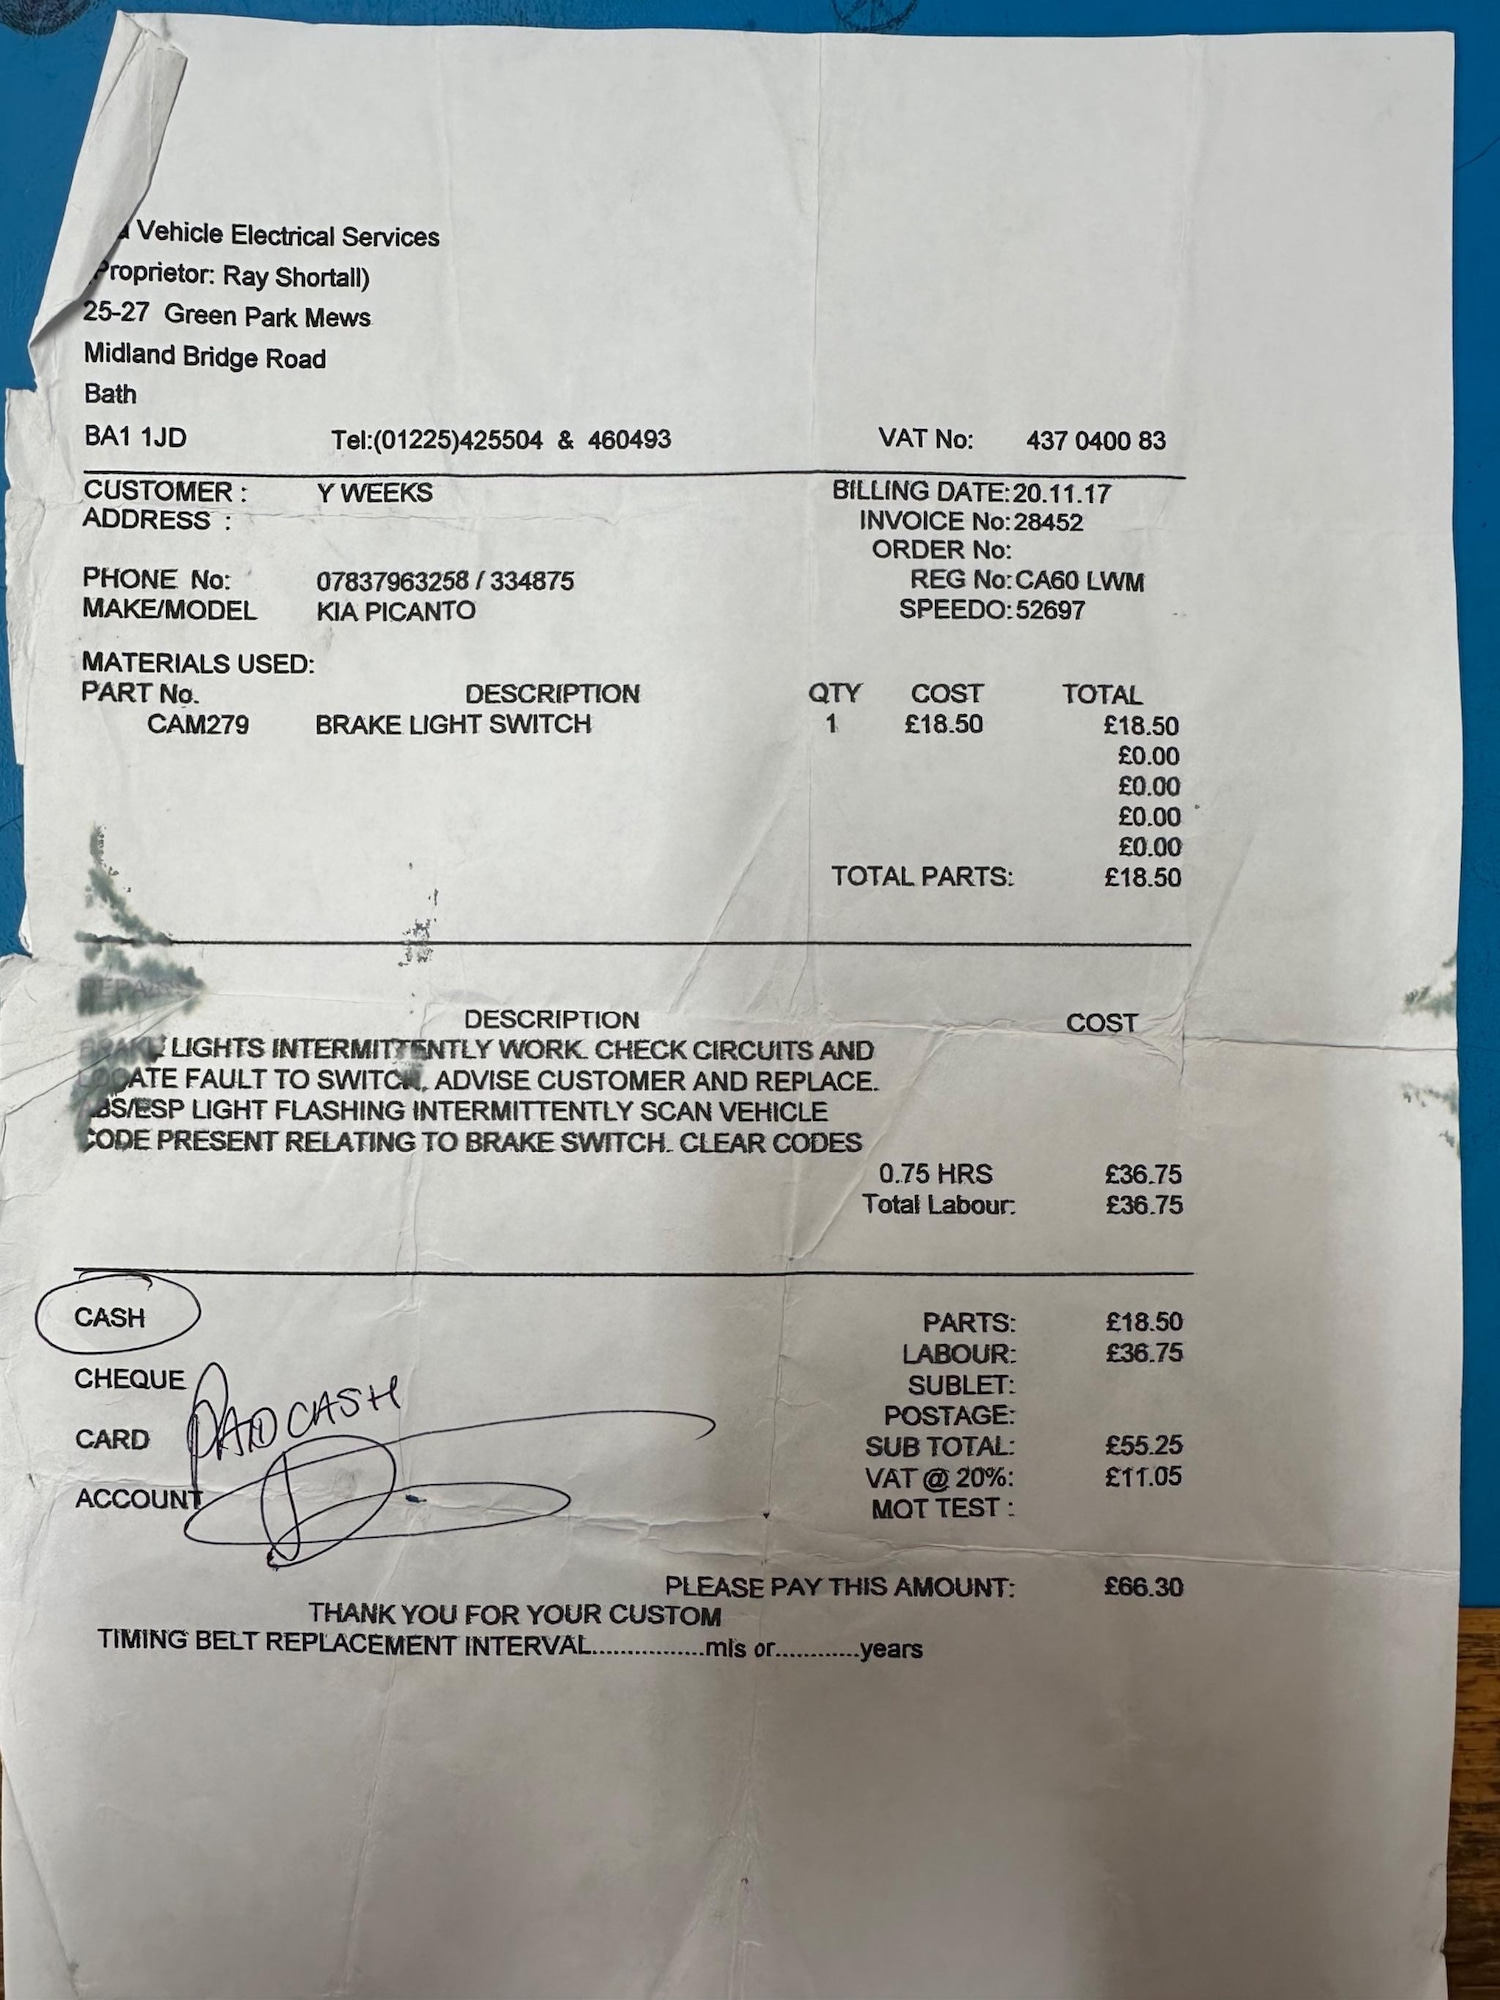 Vehicle Electrical Services
Proprietor: Ray Shortall)
25-27 Green Park Mews
Midland Bridge Road
Bath
BA1 1JD Tel:(01225)425504 & 460493 VAT No: 437 0400 83
CUSTOMER : Y WEEKS BILLING DATE:20.11.17
ADDRESS : INVOICE No:28452
ORDER No:
PHONE No: 07837963258 / 334875 REG No:CA60 LWM
MAKE/MODEL KIA PICANTO SPEEDO:52697
MATERIALS USED:
PART No. DESCRIPTION QTY COST TOTAL
CAM279 BRAKE LIGHT SWITCH 1 £18.50 £18.50
£0.00
£0.00
£0.00
£0.00
TOTAL PARTS: £18.50
DESCRIPTION COST
BRAKE LIGHTS INTERMITTENTLY WORK. CHECK CIRCUITS AND
LOCATE FAULT TO SWITCH. ADVISE CUSTOMER AND REPLACE.
ABS/ESP LIGHT FLASHING INTERMITTENTLY SCAN VEHICLE
CODE PRESENT RELATING TO BRAKE SWITCH. CLEAR CODES
0.75 HRS £36.75
Total Labour: £36.75
CASH PARTS: £18.50
LABOUR: £36.75
CHEQUE SUBLET:
PAID CASH
POSTAGE:
CARD SUB TOTAL: £55.25
VAT @ 20%: £11.05
ACCOUNT MOT TEST :
PLEASE PAY THIS AMOUNT: £66.30
THANK YOU FOR YOUR CUSTOM
TIMING BELT REPLACEMENT INTERVAL.................mls or............years